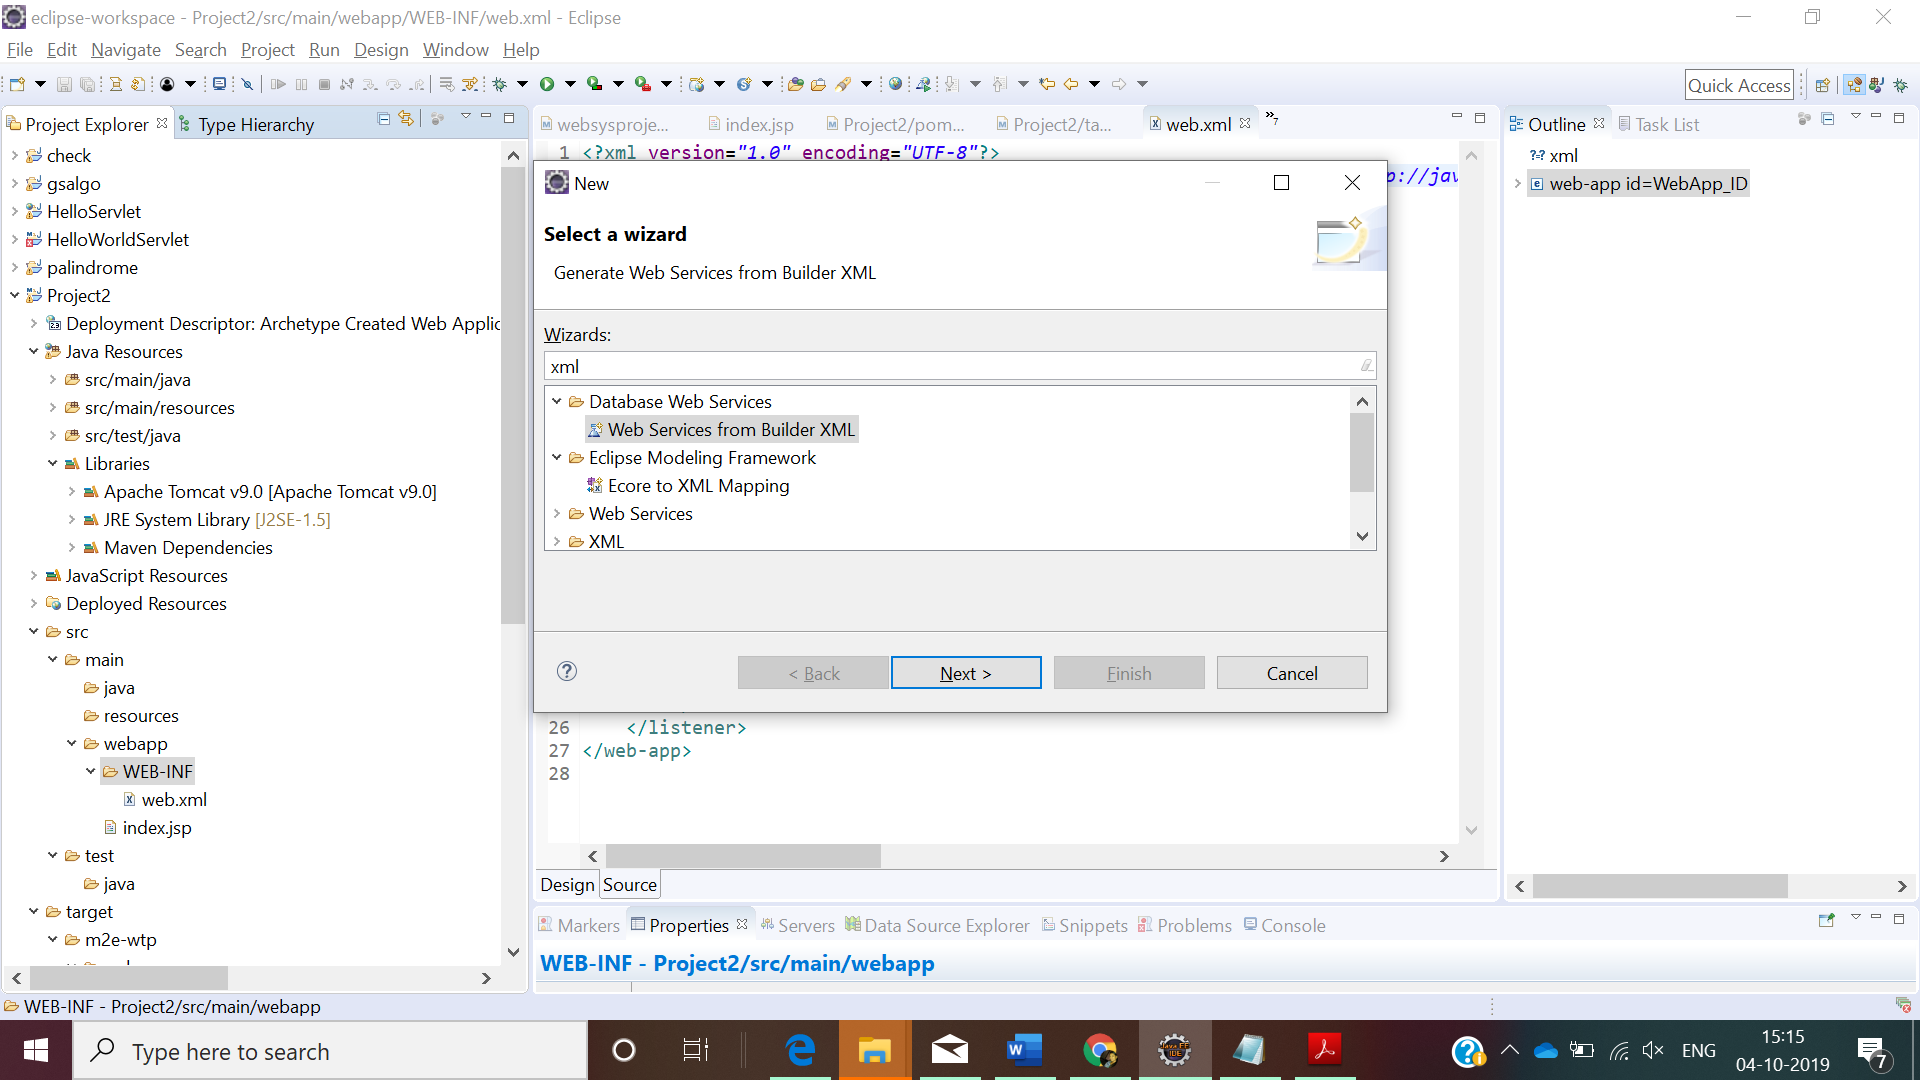 eclipse-workspace - Project2/src/main/webapp/WEB-INF/web.xml - Eclipse
File Edit Navigate Search Project Run Design Window Help
Quick Access
Project Explorer
Type Hierarchy
check
gsalgo
HelloServlet
HelloWorldServlet
palindrome
Project2
Deployment Descriptor: Archetype Created Web Applic
Java Resources
src/main/java
src/main/resources
src/test/java
Libraries
Apache Tomcat v9.0 [Apache Tomcat v9.0]
JRE System Library [J2SE-1.5]
Maven Dependencies
JavaScript Resources
Deployed Resources
src
main
java
resources
webapp
WEB-INF
web.xml
index.jsp
test
java
target
m2e-wtp
WEB-INF - Project2/src/main/webapp
websysproje... index.jsp Project2/pom... Project2/ta... web.xml »7
1 <?xml version="1.0" encoding="UTF-8"?>
p://jav
New
Select a wizard
Generate Web Services from Builder XML
Wizards:
xml
Database Web Services
Web Services from Builder XML
Eclipse Modeling Framework
Ecore to XML Mapping
Web Services
XML
< Back Next > Finish Cancel
26 </listener>
27 </web-app>
28
Design Source
Markers Properties Servers Data Source Explorer Snippets Problems Console
WEB-INF - Project2/src/main/webapp
Outline Task List
xml
web-app id=WebApp_ID
Type here to search
ENG
15:15
04-10-2019
7